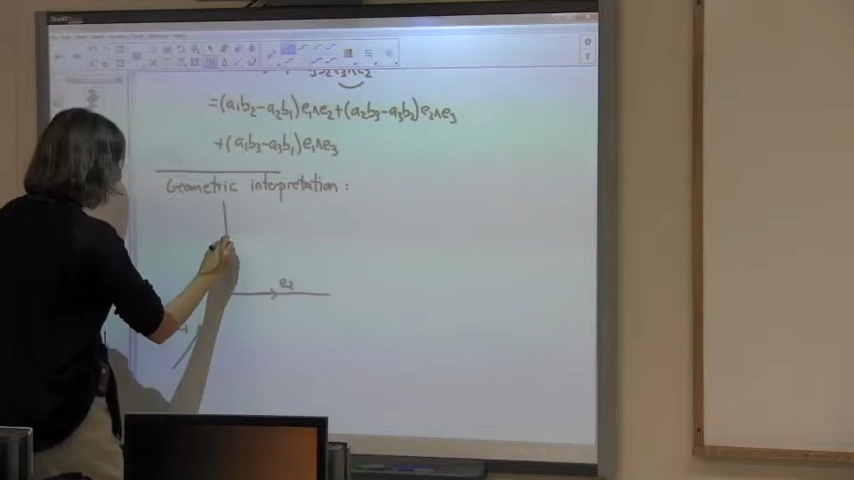 =(a₁b₂-a₂b₁) e₁∧e₂+(a₂b₃-a₃b₂) e₂∧e₃
+(a₁b₃-a₃b₁) e₁∧e₃
Geometric interpretation:
e₂